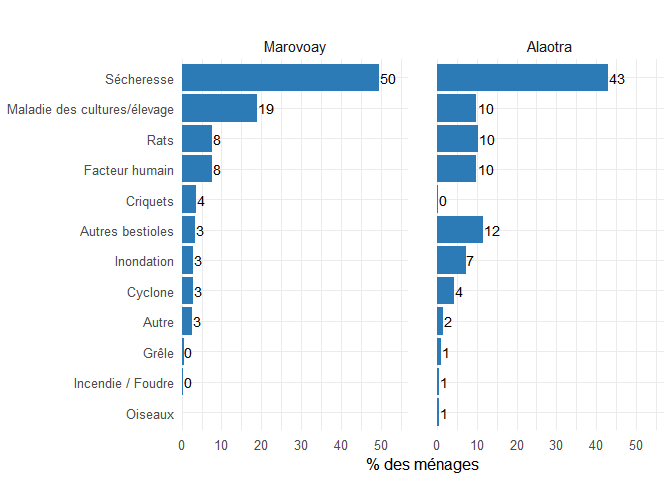 Marovoay Alaotra
Sécheresse 50 43
Maladie des cultures/élevage 19 10
Rats 8 10
Facteur humain 8 10
Criquets 4 0
Autres bestioles 3 12
Inondation 3 7
Cyclone 3 4
Autre 3 2
Grêle 0 1
Incendie / Foudre 0 1
Oiseaux 1
0 10 20 30 40 50 0 10 20 30 40 50
% des ménages